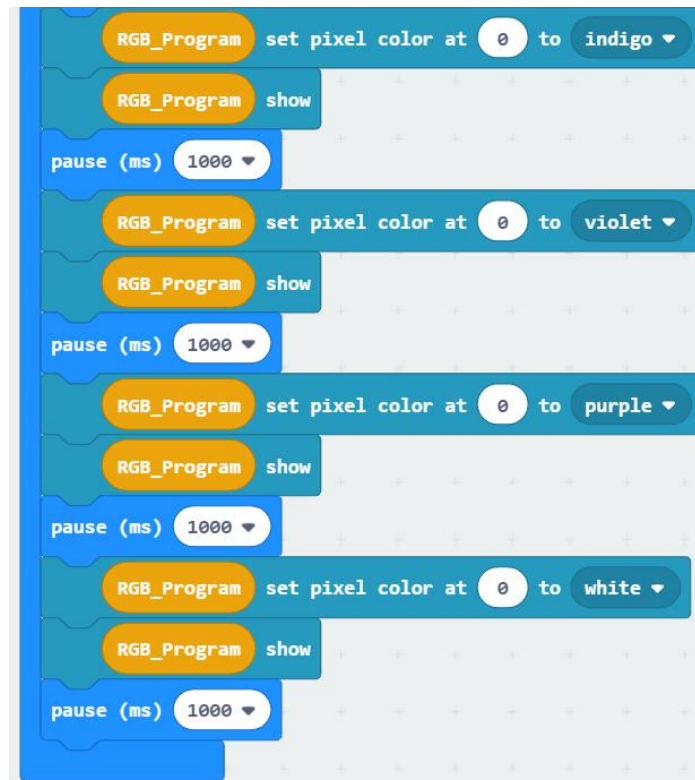 RGB_Program set pixel color at 0 to indigo
RGB_Program show
pause (ms) 1000
RGB_Program set pixel color at 0 to violet
RGB_Program show
pause (ms) 1000
RGB_Program set pixel color at 0 to purple
RGB_Program show
pause (ms) 1000
RGB_Program set pixel color at 0 to white
RGB_Program show
pause (ms) 1000